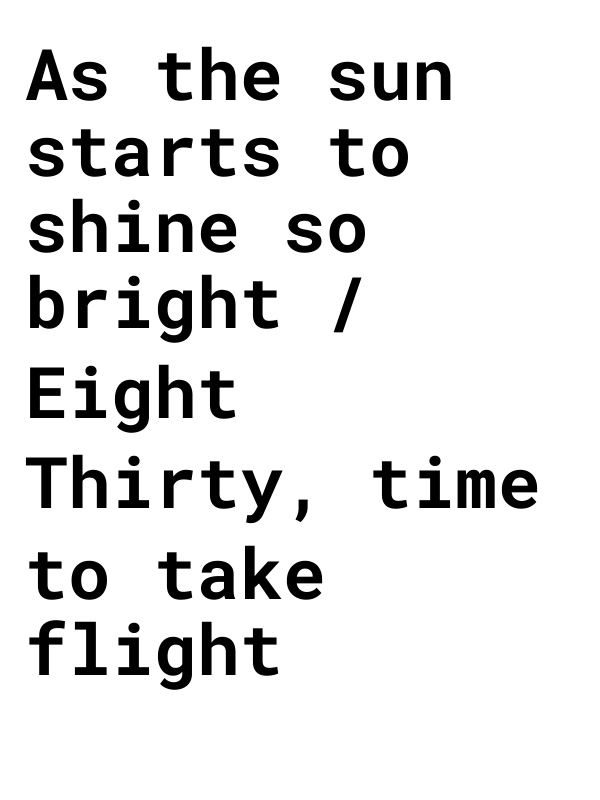 As the sun
starts to
shine so
bright /
Eight
Thirty, time
to take
flight